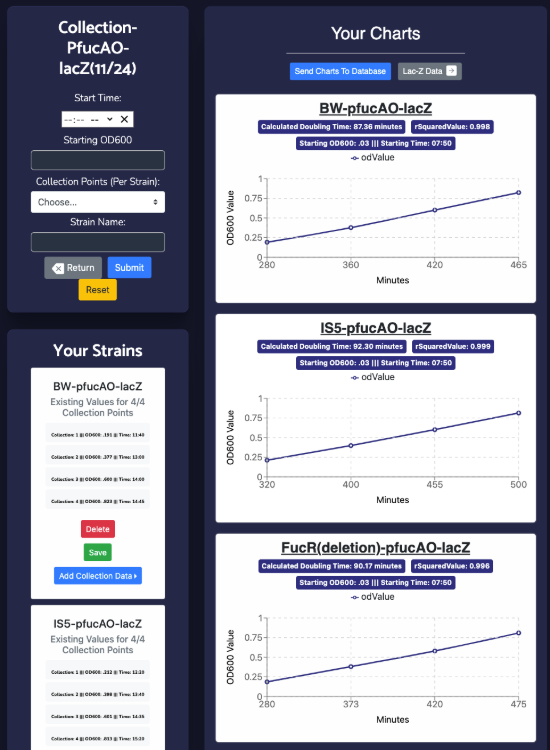 Collection-
PfucAO-
lacZ(11/24)
Start Time:
--:-- --
Starting OD600
Collection Points (Per Strain):
Choose...
Strain Name:
Return
Submit
Reset
Your Strains
BW-pfucAO-lacZ
Existing Values for 4/4
Collection Points
Collection: 1 ||| OD600: .191 ||| Time: 11:40
Collection: 2 ||| OD600: .377 ||| Time: 13:00
Collection: 3 ||| OD600: .600 ||| Time: 14:00
Collection: 4 ||| OD600: .823 ||| Time: 14:45
Delete
Save
Add Collection Data
IS5-pfucAO-lacZ
Existing Values for 4/4
Collection Points
Collection: 1 ||| OD600: .212 ||| Time: 13:20
Collection: 2 ||| OD600: .398 ||| Time: 13:40
Collection: 3 ||| OD600: .601 ||| Time: 14:35
Collection: 4 ||| OD600: .813 ||| Time: 15:20
Your Charts
Send Charts To Database
Lac-Z Data
BW-pfucAO-lacZ
Calculated Doubling Time: 87.36 minutes
rSquaredValue: 0.998
Starting OD600: .03 ||| Starting Time: 07:50
odValue
OD600 Value
1
0.75
0.5
0.25
0
280 360 420 465
Minutes
IS5-pfucAO-lacZ
Calculated Doubling Time: 92.30 minutes
rSquaredValue: 0.999
Starting OD600: .03 ||| Starting Time: 07:50
odValue
OD600 Value
1
0.75
0.5
0.25
0
320 400 455 500
Minutes
FucR(deletion)-pfucAO-lacZ
Calculated Doubling Time: 90.17 minutes
rSquaredValue: 0.996
Starting OD600: .03 ||| Starting Time: 07:50
odValue
OD600 Value
1
0.75
0.5
0.25
0
280 373 420 475
Minutes